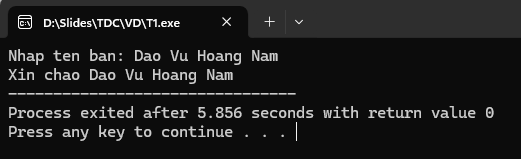 D:\Slides\TDC\VD\T1.exe
Nhap ten ban: Dao Vu Hoang Nam
Xin chao Dao Vu Hoang Nam
--------------------------------
Process exited after 5.856 seconds with return value 0
Press any key to continue . . .